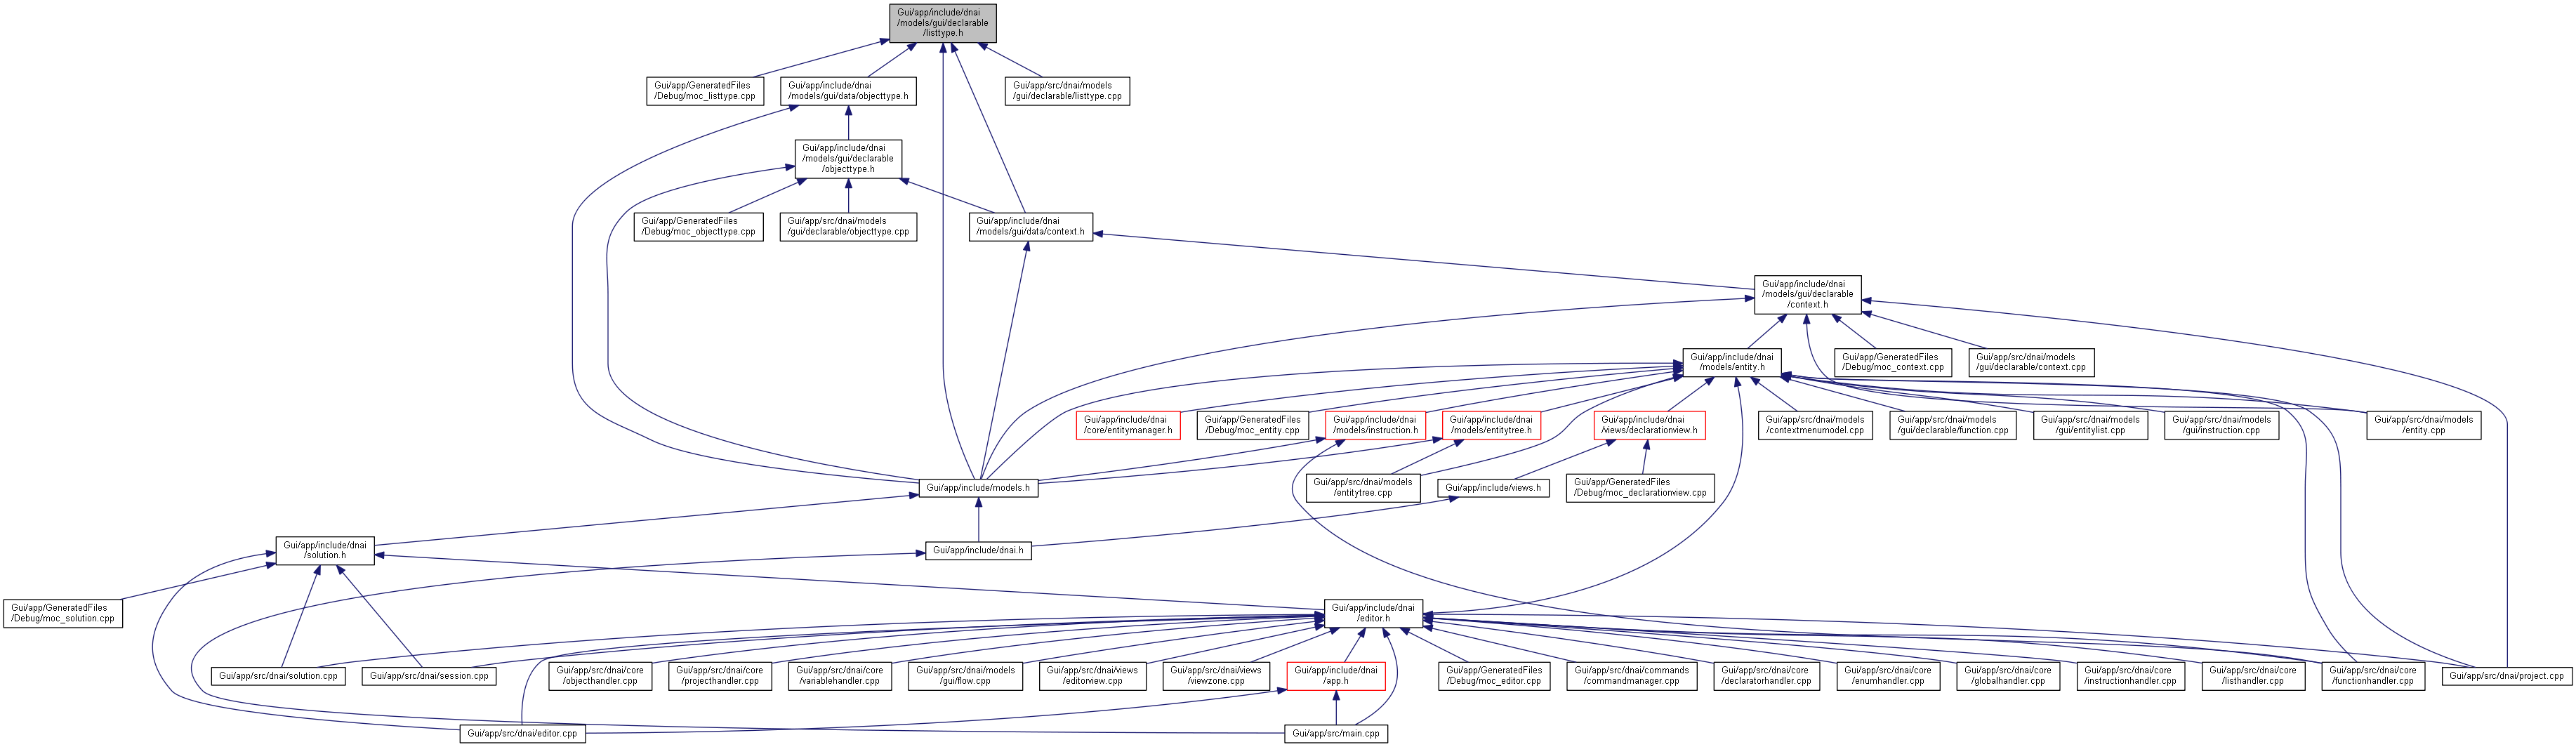 Gui/app/include/dnai
/models/gui/declarable
/listtype.h
Gui/app/GeneratedFiles
/Debug/moc_listtype.cpp
Gui/app/include/dnai
/models/gui/data/objecttype.h
Gui/app/src/dnai/models
/gui/declarable/listtype.cpp
Gui/app/include/dnai
/models/gui/declarable
/objecttype.h
Gui/app/GeneratedFiles
/Debug/moc_objecttype.cpp
Gui/app/src/dnai/models
/gui/declarable/objecttype.cpp
Gui/app/include/dnai
/models/gui/data/context.h
Gui/app/include/dnai
/models/gui/declarable
/context.h
Gui/app/include/dnai
/models/entity.h
Gui/app/GeneratedFiles
/Debug/moc_context.cpp
Gui/app/src/dnai/models
/gui/declarable/context.cpp
Gui/app/include/dnai
/core/entitymanager.h
Gui/app/GeneratedFiles
/Debug/moc_entity.cpp
Gui/app/include/dnai
/models/instruction.h
Gui/app/include/dnai
/models/entitytree.h
Gui/app/include/dnai
/views/declarationview.h
Gui/app/src/dnai/models
/contextmenumodel.cpp
Gui/app/src/dnai/models
/gui/declarable/function.cpp
Gui/app/src/dnai/models
/gui/entitylist.cpp
Gui/app/src/dnai/models
/gui/instruction.cpp
Gui/app/src/dnai/models
/entity.cpp
Gui/app/include/models.h
Gui/app/src/dnai/models
/entitytree.cpp
Gui/app/include/views.h
Gui/app/GeneratedFiles
/Debug/moc_declarationview.cpp
Gui/app/include/dnai
/solution.h
Gui/app/include/dnai.h
Gui/app/GeneratedFiles
/Debug/moc_solution.cpp
Gui/app/include/dnai
/editor.h
Gui/app/src/dnai/solution.cpp
Gui/app/src/dnai/session.cpp
Gui/app/src/dnai/core
/objecthandler.cpp
Gui/app/src/dnai/core
/projecthandler.cpp
Gui/app/src/dnai/core
/variablehandler.cpp
Gui/app/src/dnai/models
/gui/flow.cpp
Gui/app/src/dnai/views
/editorview.cpp
Gui/app/src/dnai/views
/viewzone.cpp
Gui/app/include/dnai
/app.h
Gui/app/GeneratedFiles
/Debug/moc_editor.cpp
Gui/app/src/dnai/commands
/commandmanager.cpp
Gui/app/src/dnai/core
/declaratorhandler.cpp
Gui/app/src/dnai/core
/enumhandler.cpp
Gui/app/src/dnai/core
/globalhandler.cpp
Gui/app/src/dnai/core
/instructionhandler.cpp
Gui/app/src/dnai/core
/listhandler.cpp
Gui/app/src/dnai/core
/functionhandler.cpp
Gui/app/src/dnai/project.cpp
Gui/app/src/dnai/editor.cpp
Gui/app/src/main.cpp